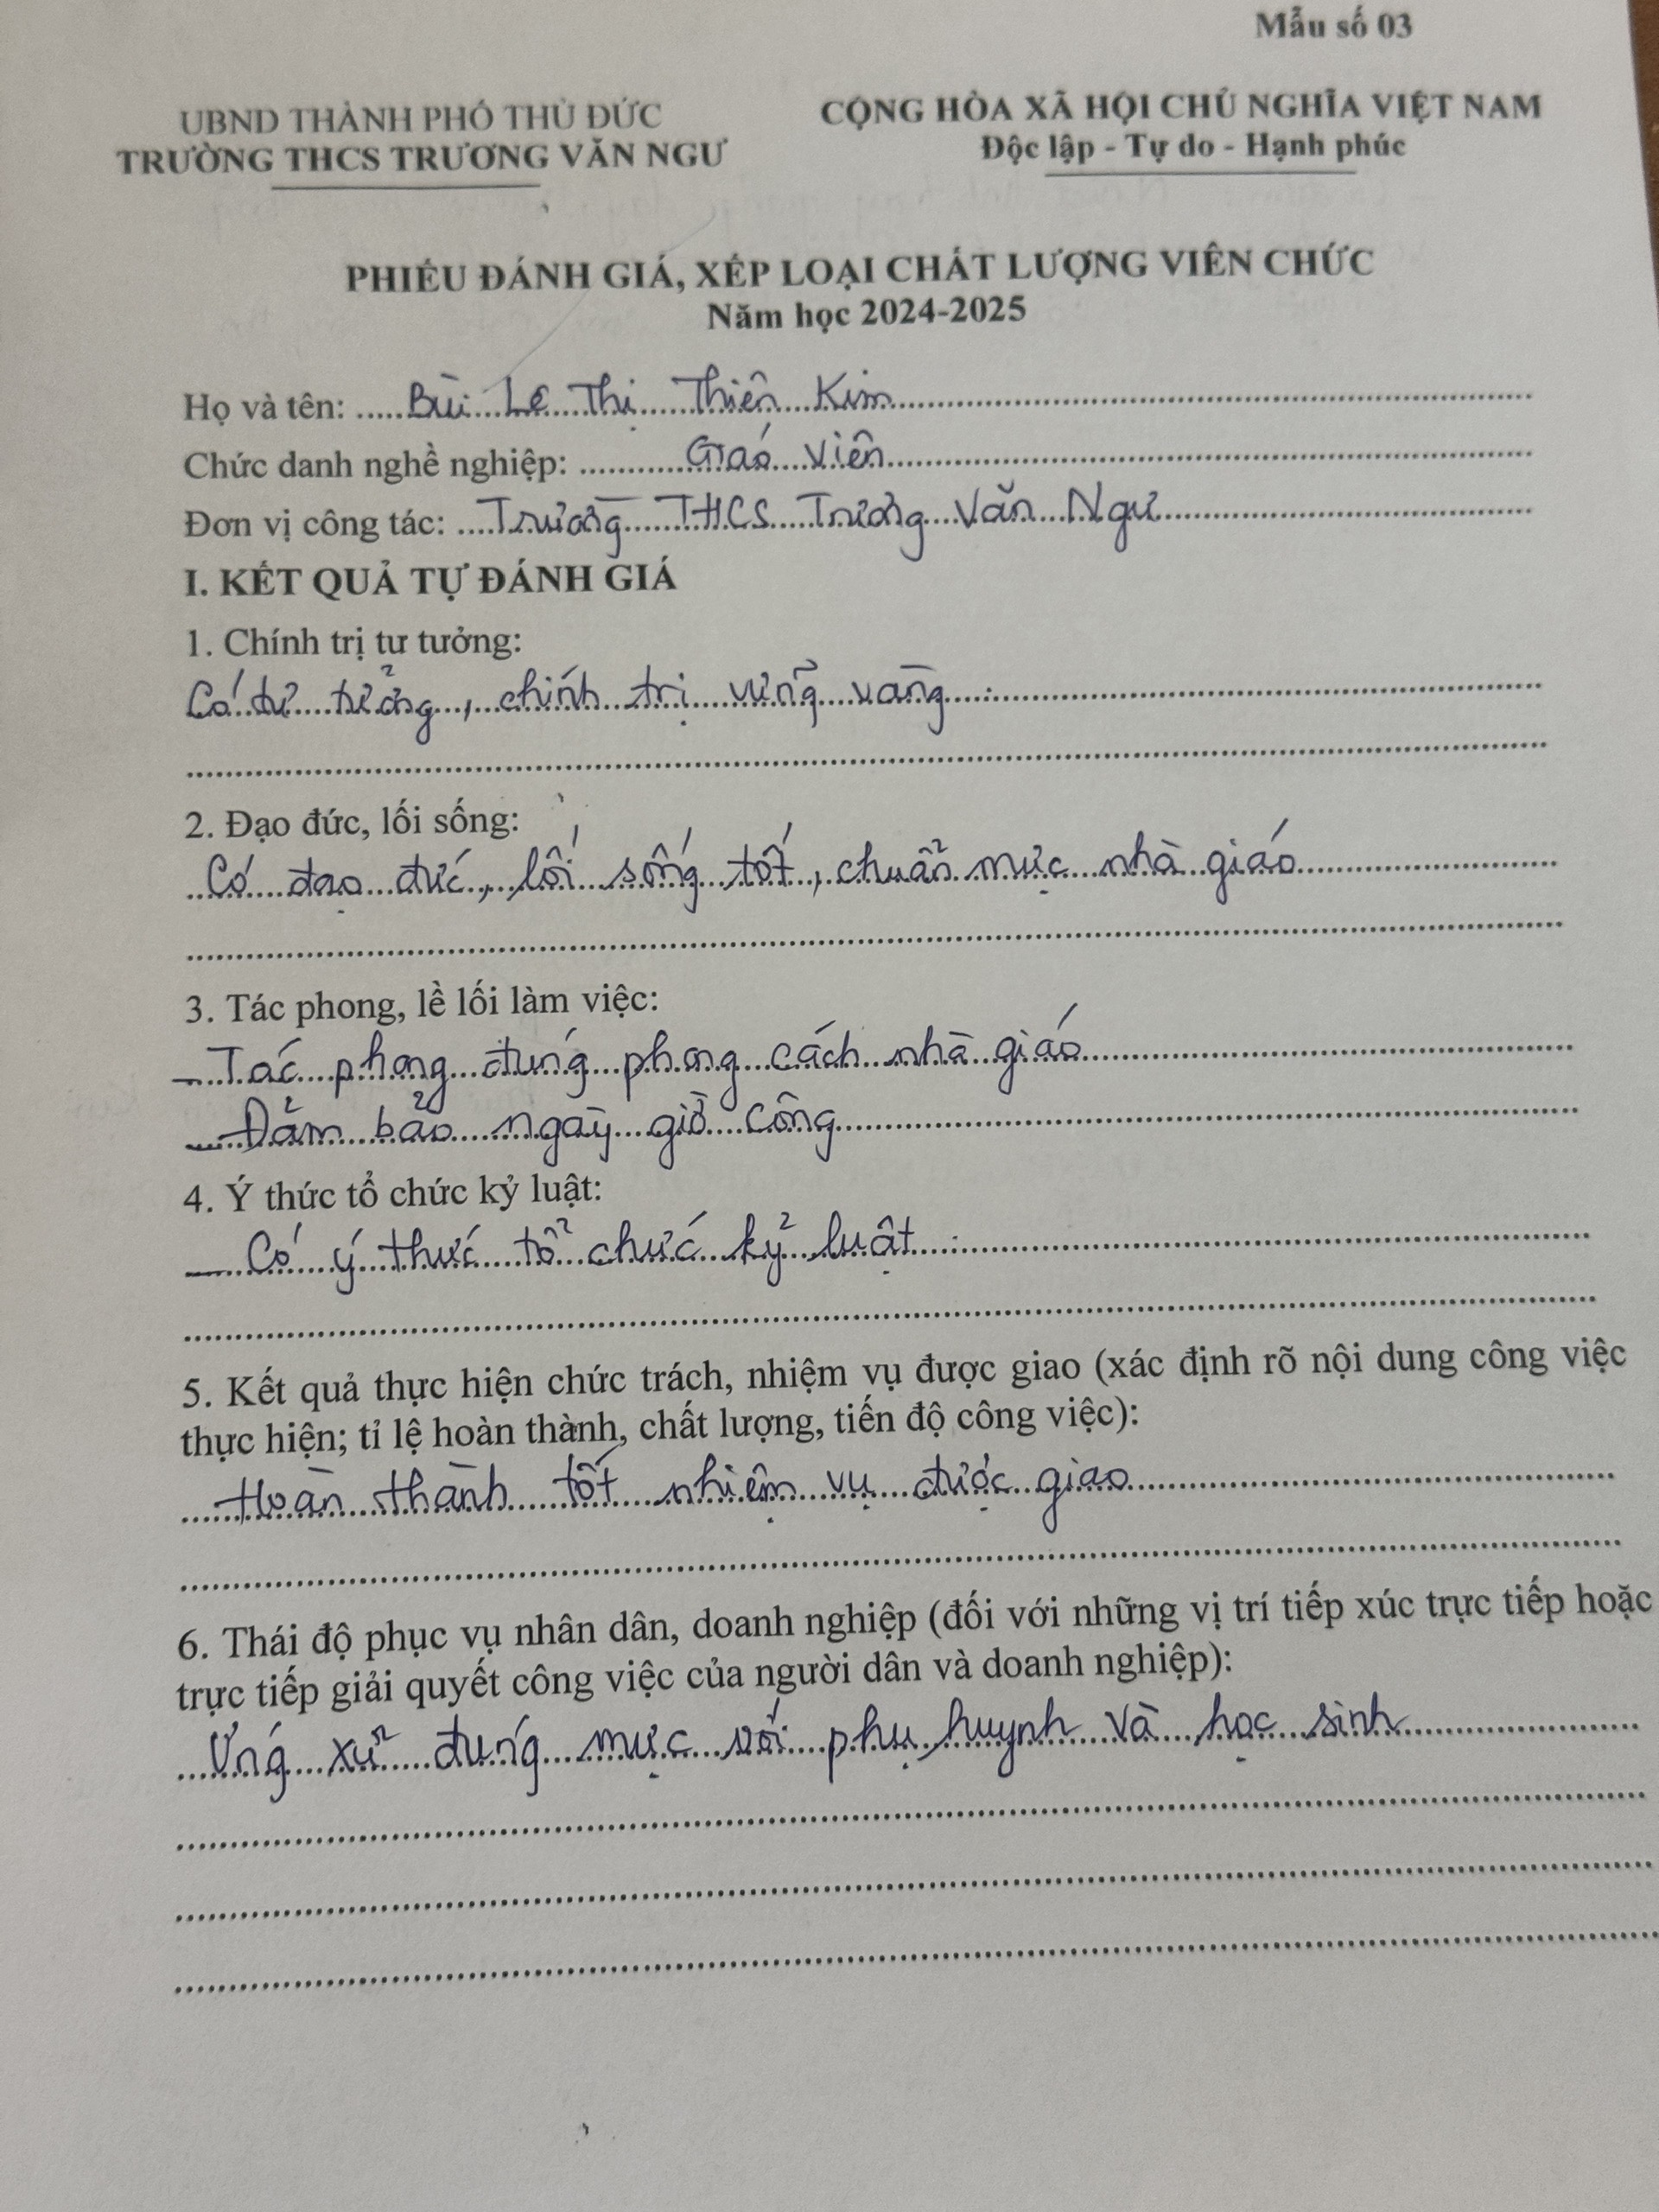 Mẫu số 03
UBND THÀNH PHỐ THỦ ĐỨC
TRƯỜNG THCS TRƯƠNG VĂN NGƯ
CỘNG HÒA XÃ HỘI CHỦ NGHĨA VIỆT NAM
Độc lập - Tự do - Hạnh phúc
PHIẾU ĐÁNH GIÁ, XẾP LOẠI CHẤT LƯỢNG VIÊN CHỨC
Năm học 2024-2025
Họ và tên: Bùi Lê Thị Thiên Kim
Chức danh nghề nghiệp: Giáo viên
Đơn vị công tác: Trường THCS Trương Văn Ngư
I. KẾT QUẢ TỰ ĐÁNH GIÁ
1. Chính trị tư tưởng:
Có tư tưởng, chính trị vững vàng.
2. Đạo đức, lối sống:
Có đạo đức, lối sống tốt, chuẩn mực nhà giáo
3. Tác phong, lề lối làm việc:
- Tác phong đúng phong cách nhà giáo
- Đảm bảo ngày giờ công
4. Ý thức tổ chức kỷ luật:
- Có ý thức tổ chức kỷ luật.
5. Kết quả thực hiện chức trách, nhiệm vụ được giao (xác định rõ nội dung công việc
thực hiện; tỉ lệ hoàn thành, chất lượng, tiến độ công việc):
Hoàn thành tốt nhiệm vụ được giao
6. Thái độ phục vụ nhân dân, doanh nghiệp (đối với những vị trí tiếp xúc trực tiếp hoặc
trực tiếp giải quyết công việc của người dân và doanh nghiệp):
Ứng xử đúng mực với phụ huynh và học sinh